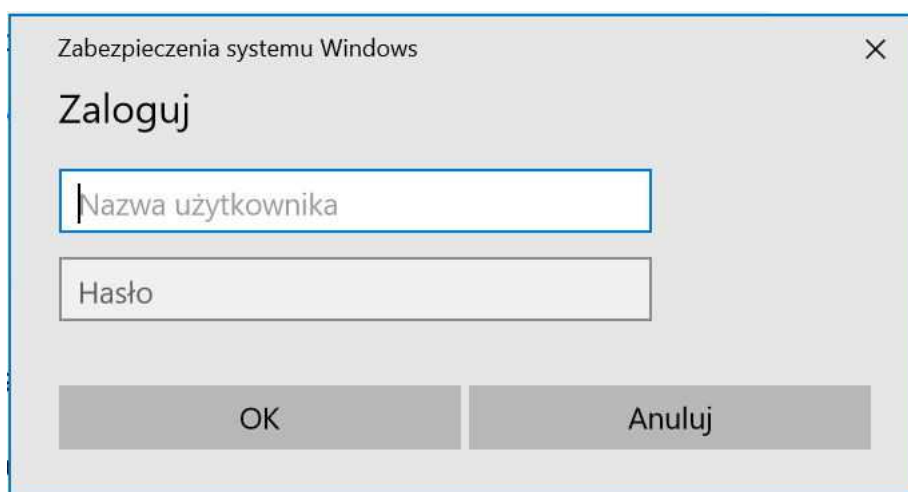 Zabezpieczenia systemu Windows
Zaloguj
Nazwa użytkownika
Hasło
OK
Anuluj